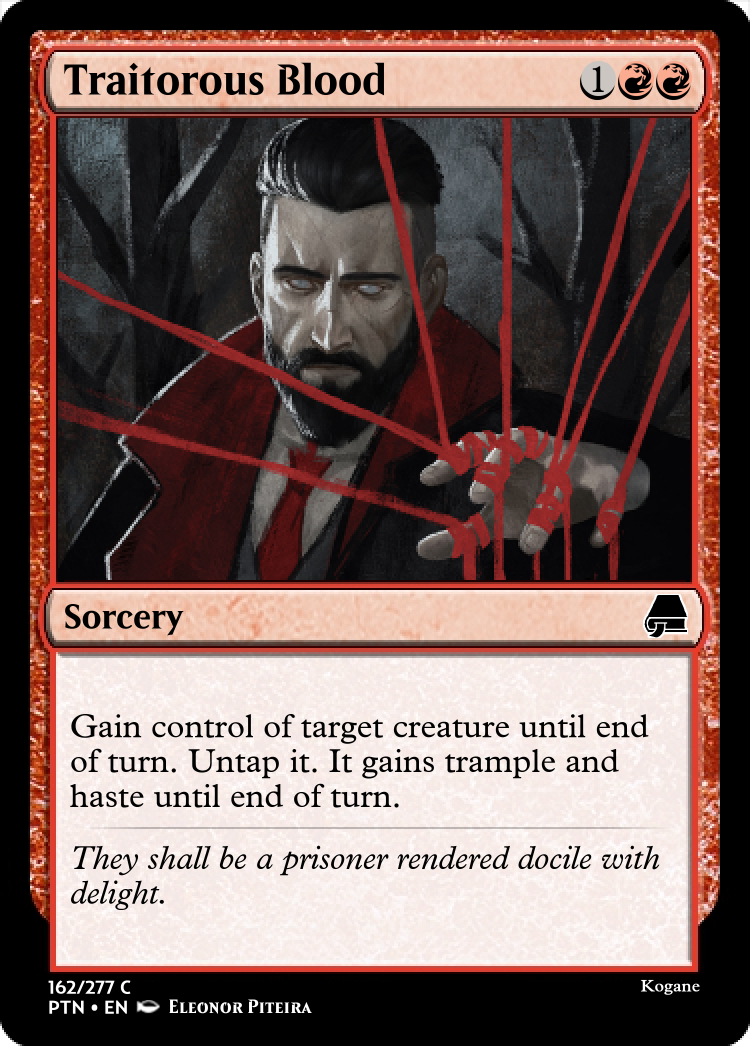 Traitorous Blood 1
Sorcery
Gain control of target creature until end
of turn. Untap it. It gains trample and
haste until end of turn.
They shall be a prisoner rendered docile with
delight.
162/277 C
Kogane
PTN • EN Eleonor Piteira